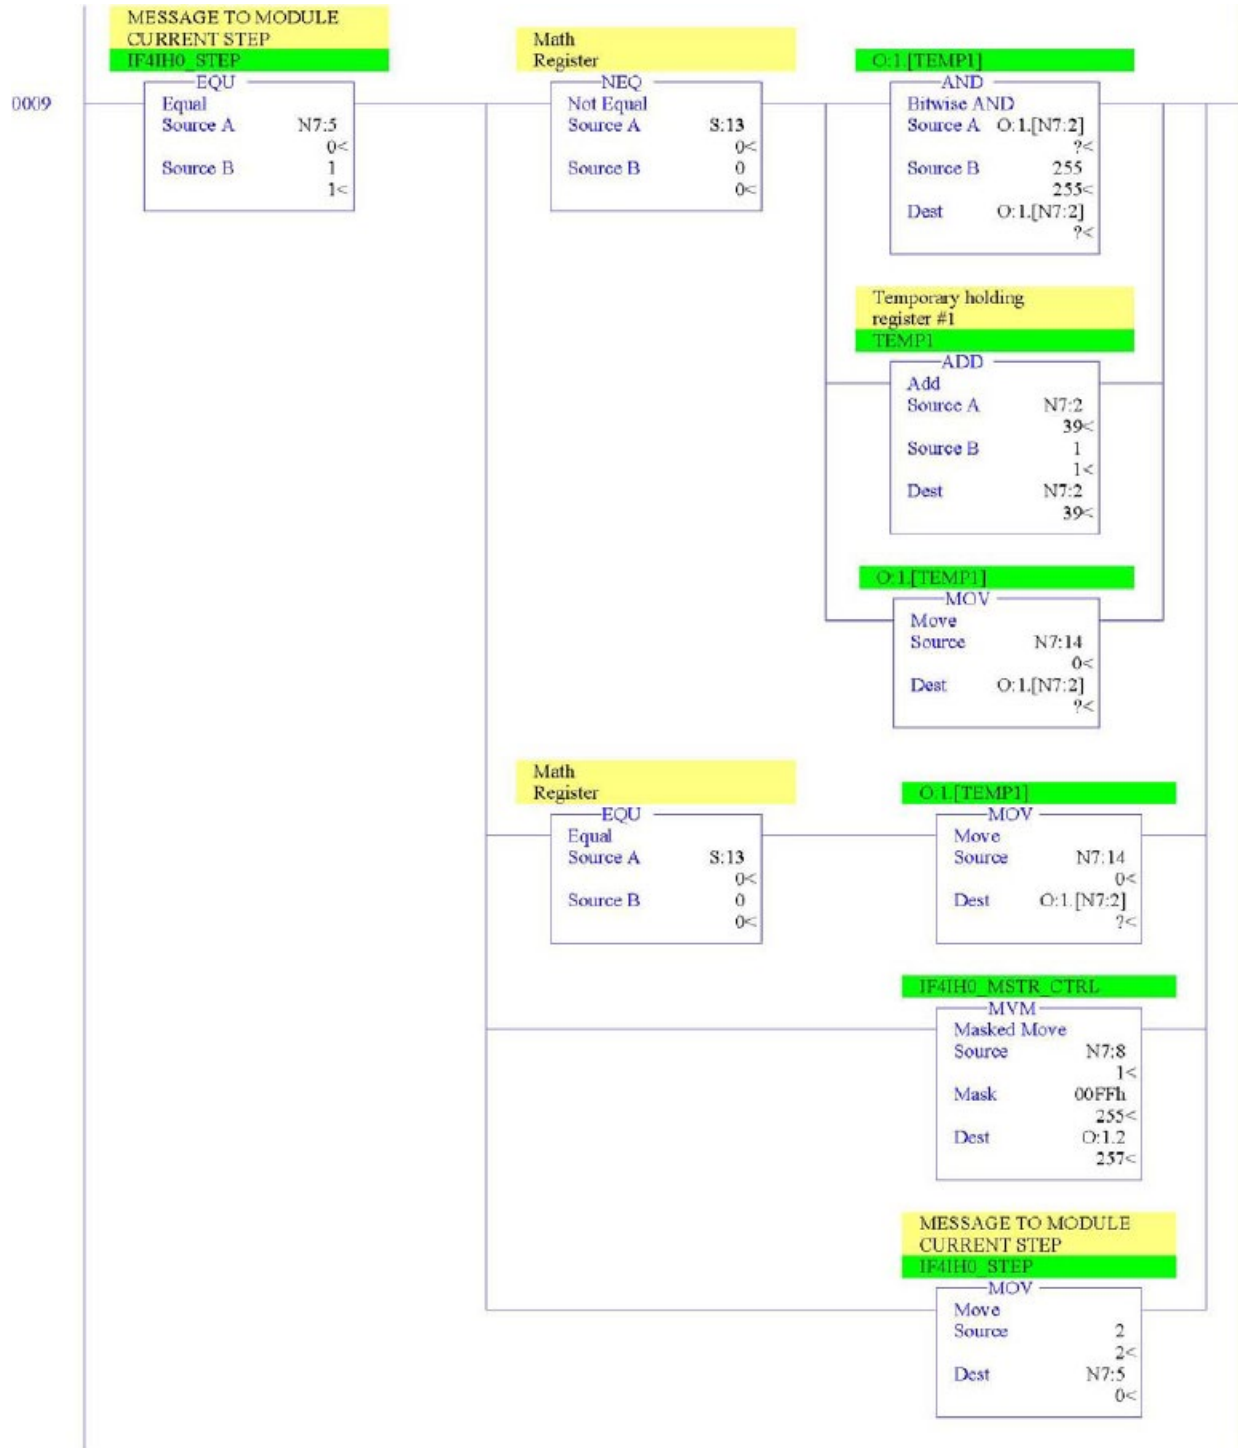 MESSAGE TO MODULE
CURRENT STEP
IF4IH0_STEP
EQU
Equal
Source A N7:5
0<
Source B 1
1<
0009
Math
Register
NEQ
Not Equal
Source A S:13
0<
Source B 0
0<
O:1.[TEMP1]
AND
Bitwise AND
Source A O:1.[N7:2]
?<
Source B 255
255<
Dest O:1.[N7:2]
?<
Temporary holding
register #1
TEMP1
ADD
Add
Source A N7:2
39<
Source B 1
1<
Dest N7:2
39<
O:1.[TEMP1]
MOV
Move
Source N7:14
0<
Dest O:1.[N7:2]
?<
Math
Register
EQU
Equal
Source A S:13
0<
Source B 0
0<
O:1.[TEMP1]
MOV
Move
Source N7:14
0<
Dest O:1.[N7:2]
?<
IF4IH0_MSTR_CTRL
MVM
Masked Move
Source N7:8
1<
Mask 00FFh
255<
Dest O:1.2
257<
MESSAGE TO MODULE
CURRENT STEP
IF4IH0_STEP
MOV
Move
Source 2
2<
Dest N7:5
0<